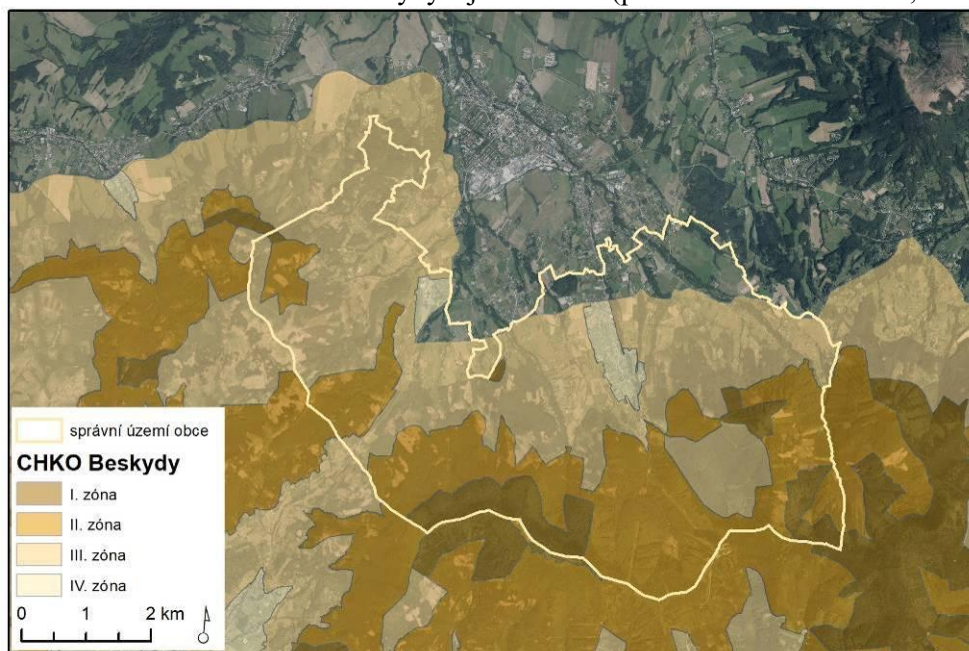 správní území obce
CHKO Beskydy
I. zóna
II. zóna
III. zóna
IV. zóna
0 1 2 km